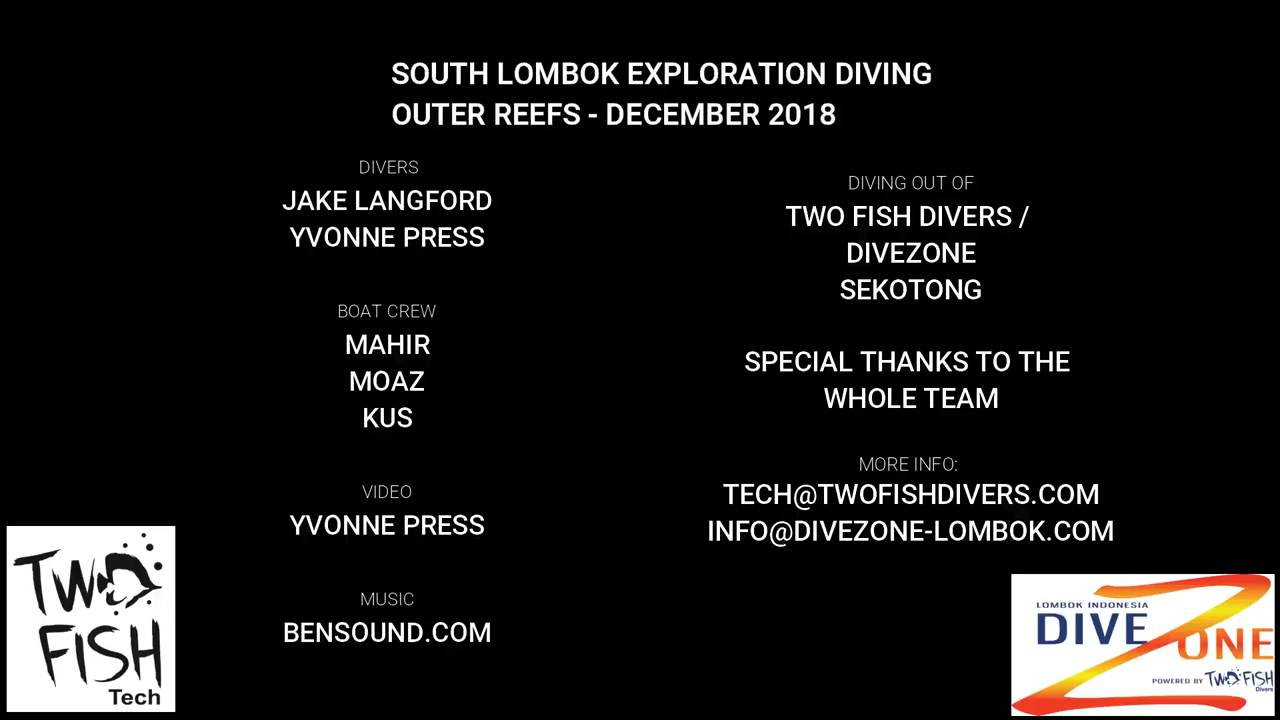 SOUTH LOMBOK EXPLORATION DIVING
OUTER REEFS - DECEMBER 2018
DIVERS
JAKE LANGFORD
YVONNE PRESS
BOAT CREW
MAHIR
MOAZ
KUS
VIDEO
YVONNE PRESS
MUSIC
BENSOUND.COM
DIVING OUT OF
TWO FISH DIVERS /
DIVEZONE
SEKOTONG
SPECIAL THANKS TO THE
WHOLE TEAM
MORE INFO:
TECH@TWOFISHDIVERS.COM
INFO@DIVEZONE-LOMBOK.COM
TWO
FISH
Tech
LOMBOK INDONESIA
DIVE ZONE
POWERED BY TWO FISH
Divers